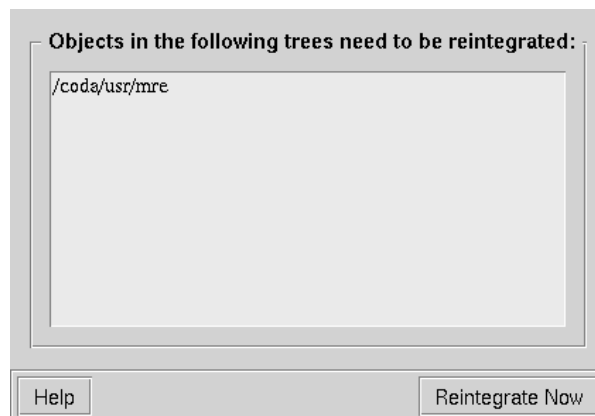 Objects in the following trees need to be reintegrated:
/coda/usr/mre
Help
Reintegrate Now